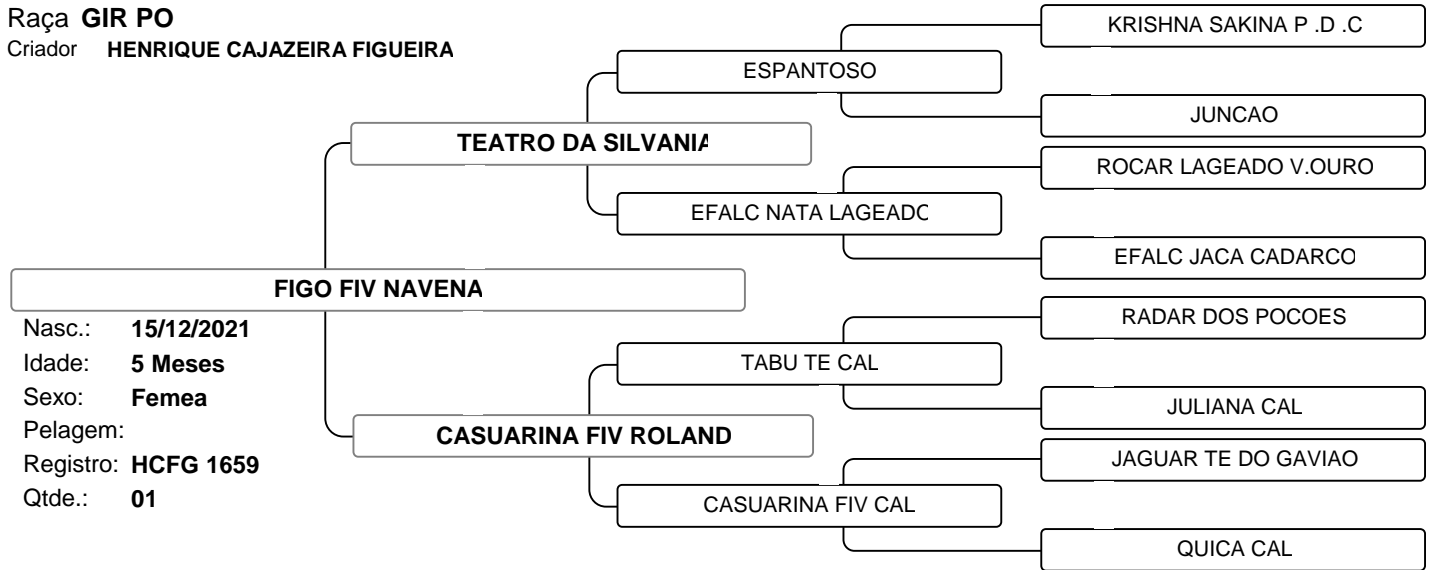 Raça GIR PO
Criador HENRIQUE CAJAZEIRA FIGUEIRA
KRISHNA SAKINA P .D .C
ESPANTOSO
JUNCAO
TEATRO DA SILVANIA
ROCAR LAGEADO V.OURO
EFALC NATA LAGEADO
EFALC JACA CADARCO
FIGO FIV NAVENA
Nasc.: 15/12/2021
Idade: 5 Meses
Sexo: Femea
Pelagem:
Registro: HCFG 1659
Qtde.: 01
RADAR DOS POCOES
TABU TE CAL
JULIANA CAL
CASUARINA FIV ROLAND
JAGUAR TE DO GAVIAO
CASUARINA FIV CAL
QUICA CAL